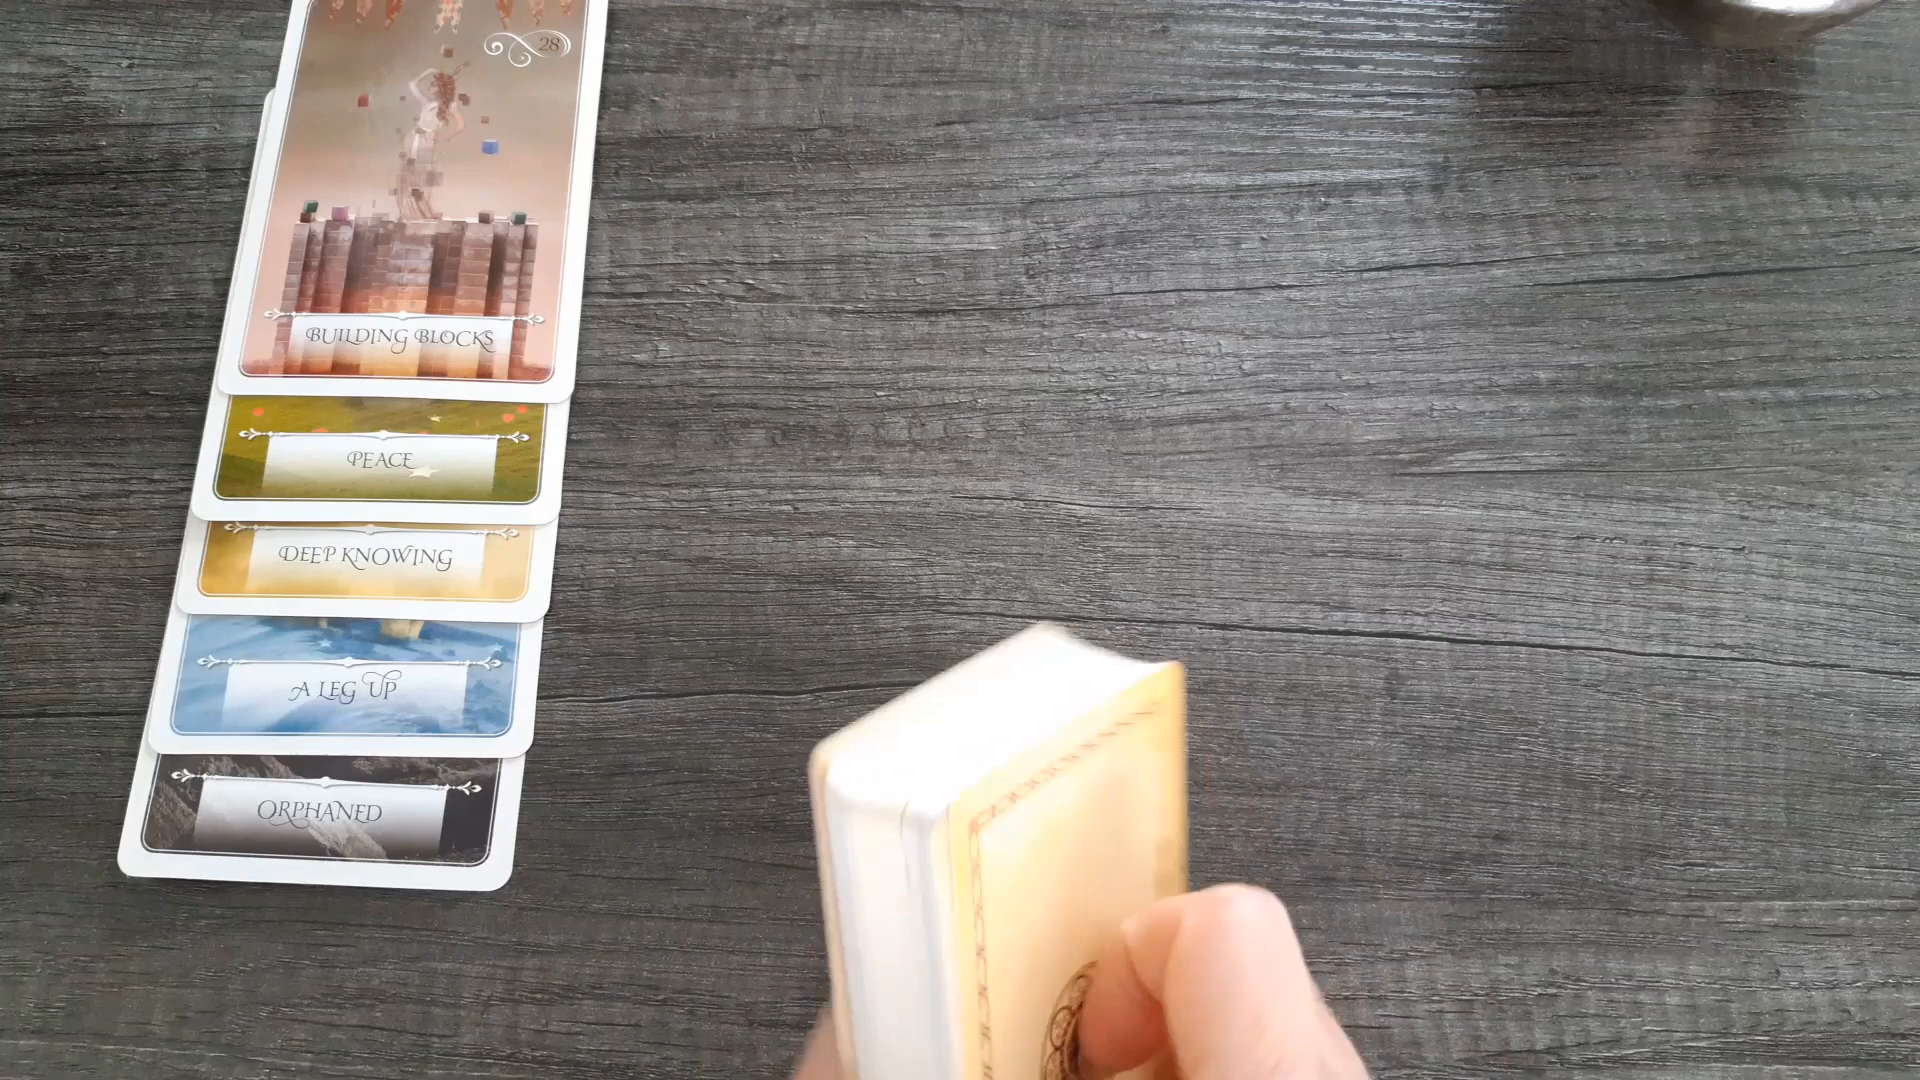 28
BUILDING BLOCKS
PEACE
DEEP KNOWING
A LEG UP
ORPHANED